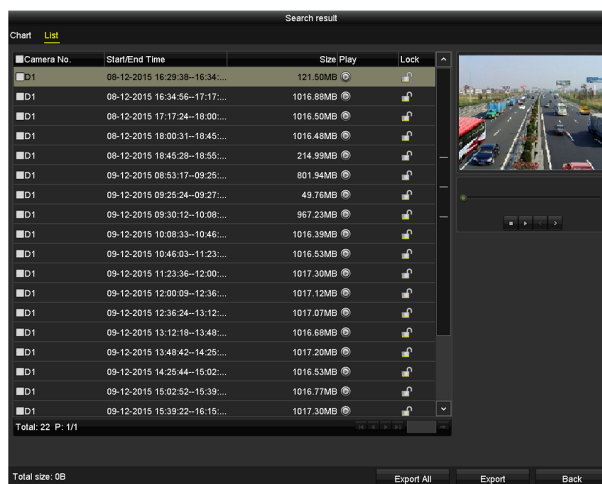 Search result
Chart List
Camera No. Start/End Time Size Play Lock
D1 08-12-2015 16:29:38--16:34:... 121.50MB
D1 08-12-2015 16:34:56--17:17:... 1016.88MB
D1 08-12-2015 17:17:24--18:00:... 1016.50MB
D1 08-12-2015 18:00:31--18:45:... 1016.48MB
D1 08-12-2015 18:45:28--18:55:... 214.99MB
D1 09-12-2015 08:53:17--09:25:... 801.94MB
D1 09-12-2015 09:25:24--09:27:... 49.76MB
D1 09-12-2015 09:30:12--10:08:... 967.23MB
D1 09-12-2015 10:08:33--10:46:... 1016.39MB
D1 09-12-2015 10:46:03--11:23:... 1016.53MB
D1 09-12-2015 11:23:36--12:00:... 1017.30MB
D1 09-12-2015 12:00:09--12:36:... 1017.12MB
D1 09-12-2015 12:36:24--13:12:... 1017.07MB
D1 09-12-2015 13:12:18--13:48:... 1016.68MB
D1 09-12-2015 13:48:42--14:25:... 1017.20MB
D1 09-12-2015 14:25:44--15:02:... 1016.53MB
D1 09-12-2015 15:02:52--15:39:... 1016.77MB
D1 09-12-2015 15:39:22--16:15:... 1017.30MB
Total: 22 P: 1/1
Total size: 0B Export All Export Back